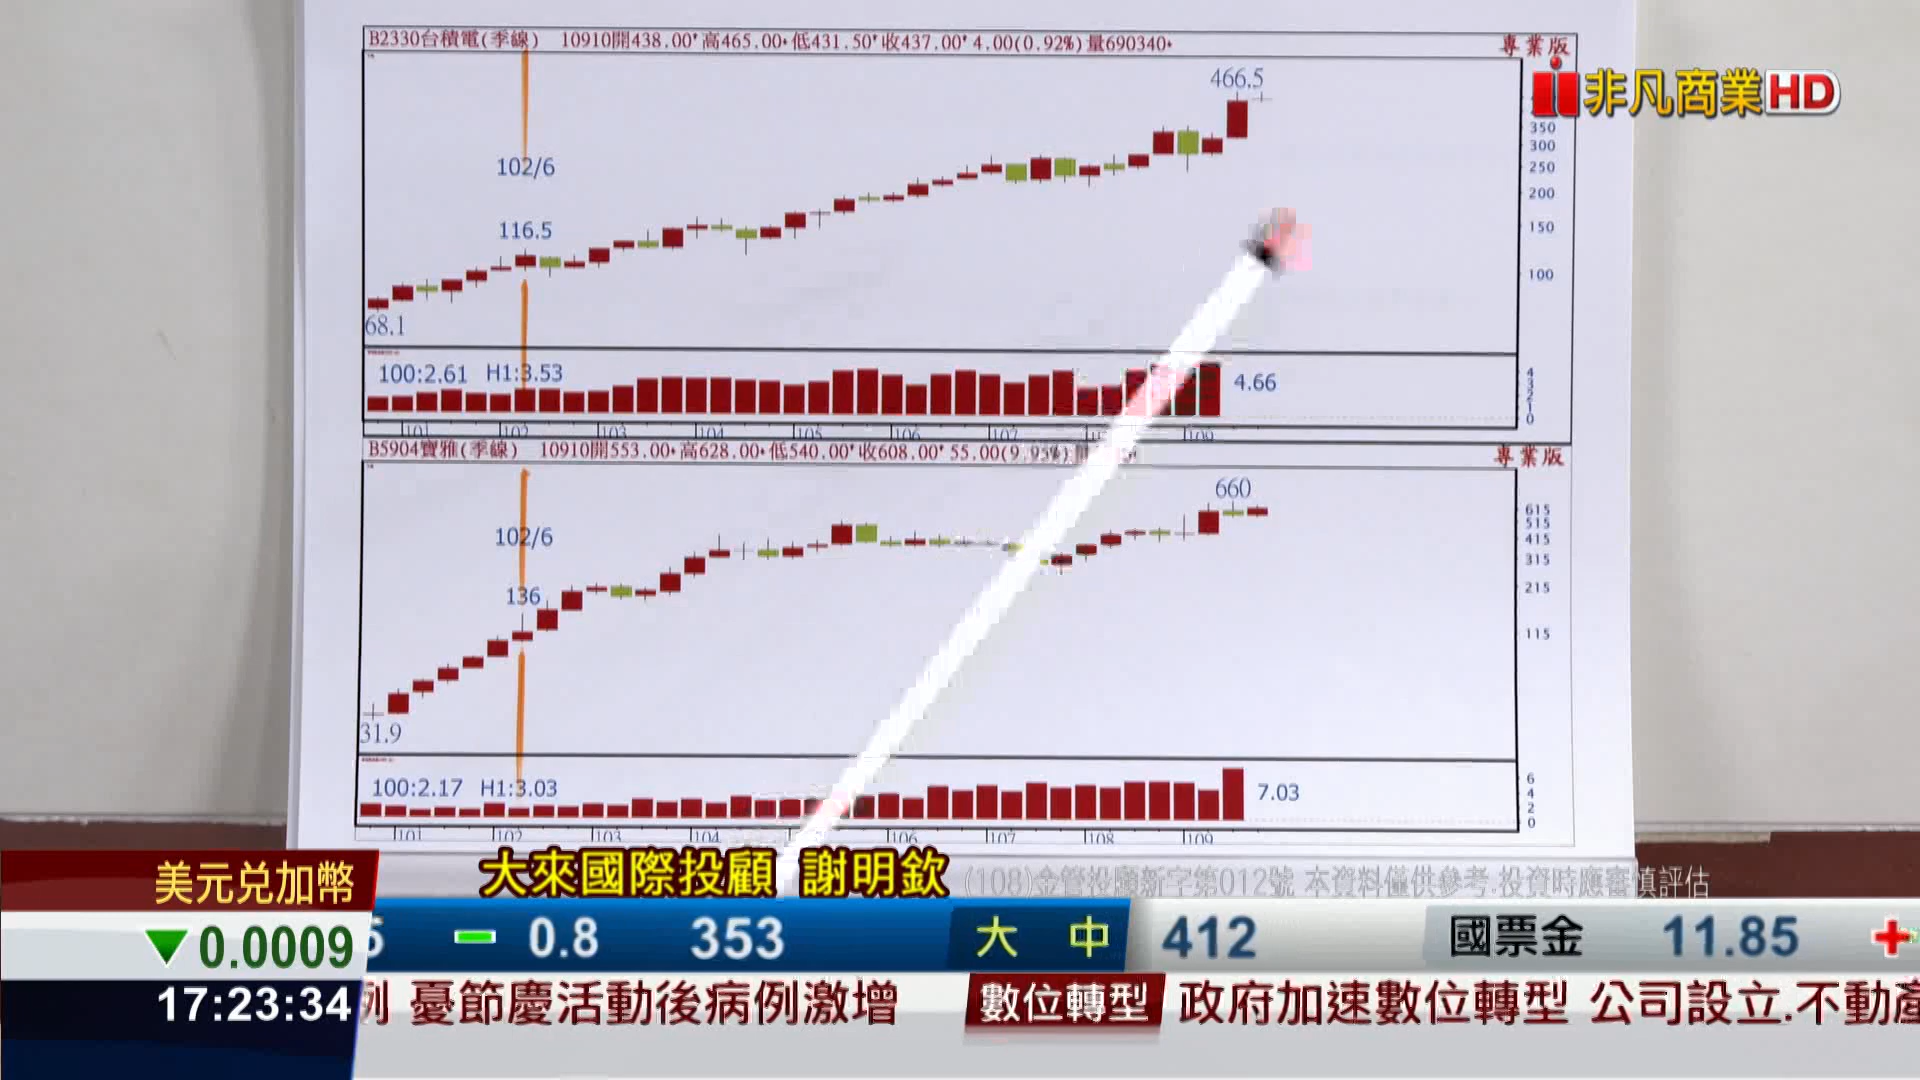 B2330台積電(季線) 10910開438.00 高465.00 低431.50 收437.00 4.00(0.92%)量690340
專業版
非凡商業HD
466.5
350
300
250
200
150
100
102/6
116.5
68.1
100:2.61 H1:3.53
4.66
4
3
2
1
0
101 102 103 104 105 106 107 109
B5904寶雅(季線) 10910開553.00 高628.00 低540.00 收608.00 55.00(9.95%)
專業版
660
615
515
415
315
215
115
102/6
136
31.9
100:2.17 H1:3.03
7.03
6
4
2
0
101 102 103 104 106 107 108 109
大來國際投顧 謝明欽
(108)金管投顧新字第012號 本資料僅供參考.投資時應審慎評估
美元兌加幣
▼0.0009
17:23:34
0.8 353 大中 412 國票金 11.85
例 憂節慶活動後病例激增 數位轉型 政府加速數位轉型 公司設立.不動產